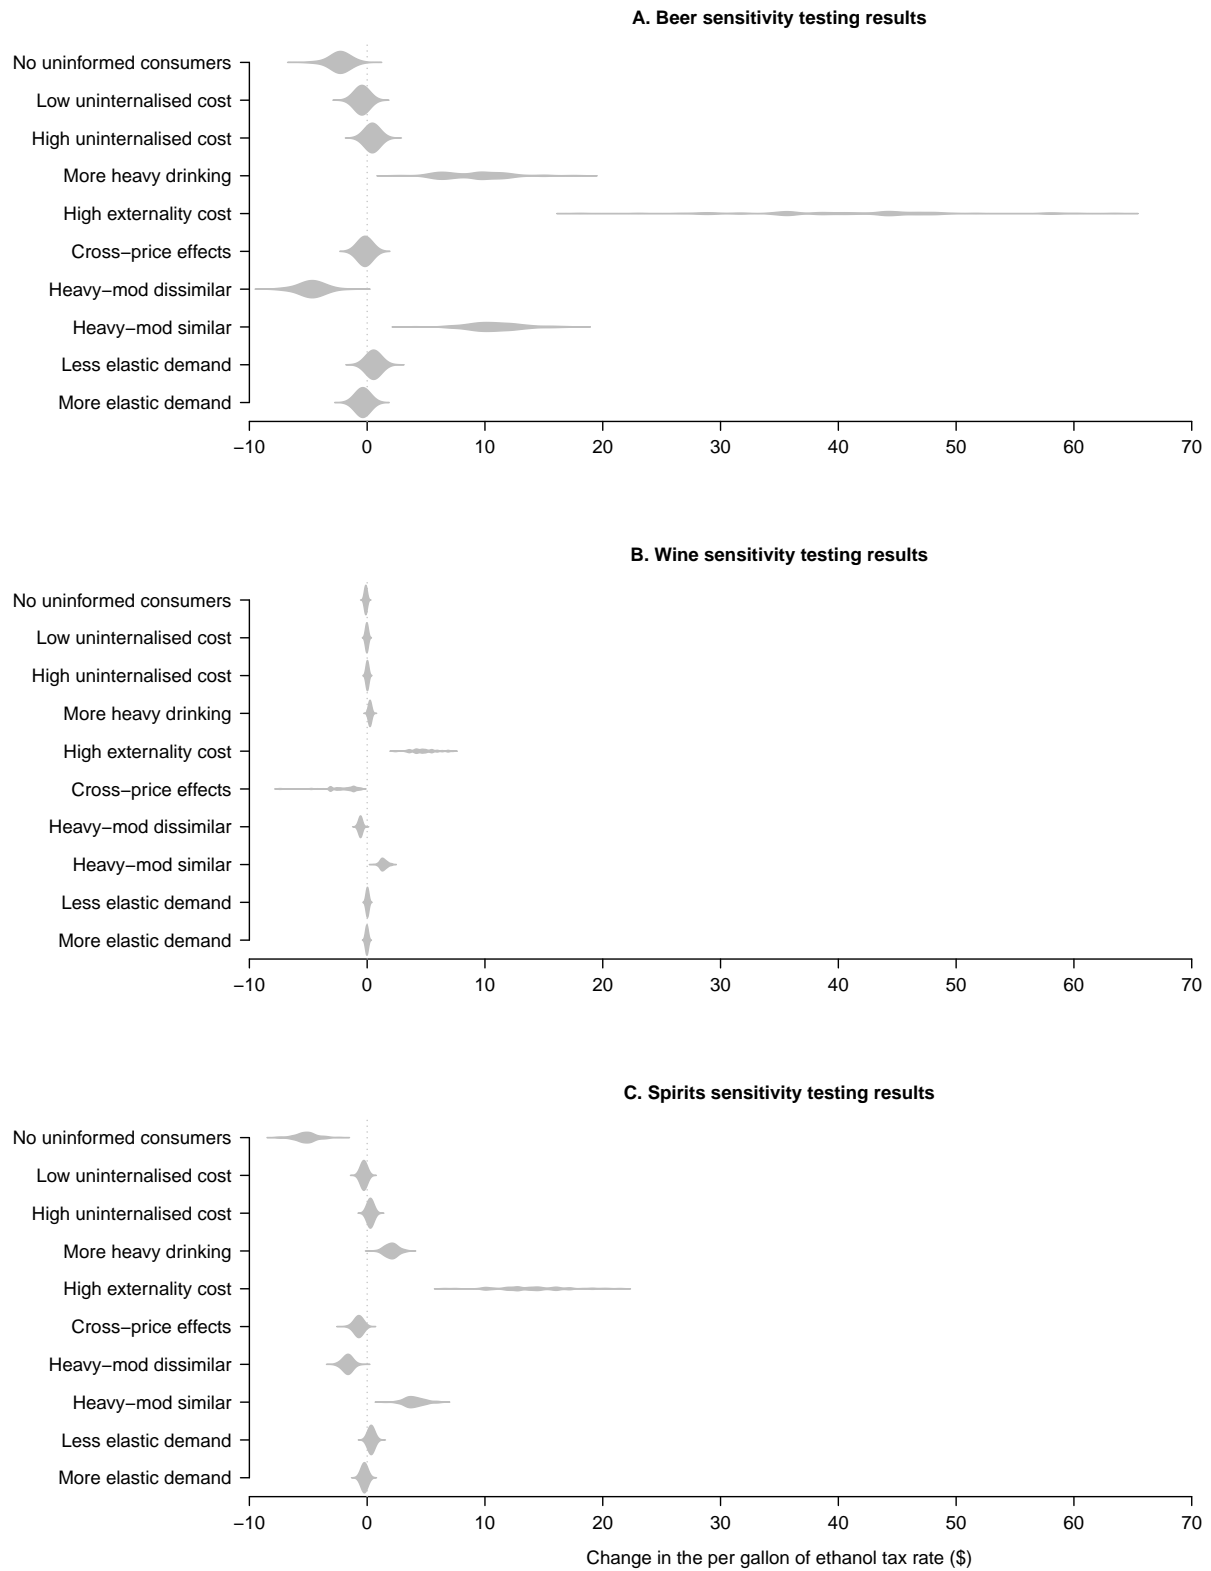 A. Beer sensitivity testing results
No uninformed consumers
Low uninternalised cost
High uninternalised cost
More heavy drinking
High externality cost
Cross−price effects
Heavy−mod dissimilar
Heavy−mod similar
Less elastic demand
More elastic demand
−10 0 10 20 30 40 50 60 70
B. Wine sensitivity testing results
No uninformed consumers
Low uninternalised cost
High uninternalised cost
More heavy drinking
High externality cost
Cross−price effects
Heavy−mod dissimilar
Heavy−mod similar
Less elastic demand
More elastic demand
−10 0 10 20 30 40 50 60 70
C. Spirits sensitivity testing results
No uninformed consumers
Low uninternalised cost
High uninternalised cost
More heavy drinking
High externality cost
Cross−price effects
Heavy−mod dissimilar
Heavy−mod similar
Less elastic demand
More elastic demand
−10 0 10 20 30 40 50 60 70
Change in the per gallon of ethanol tax rate ($)